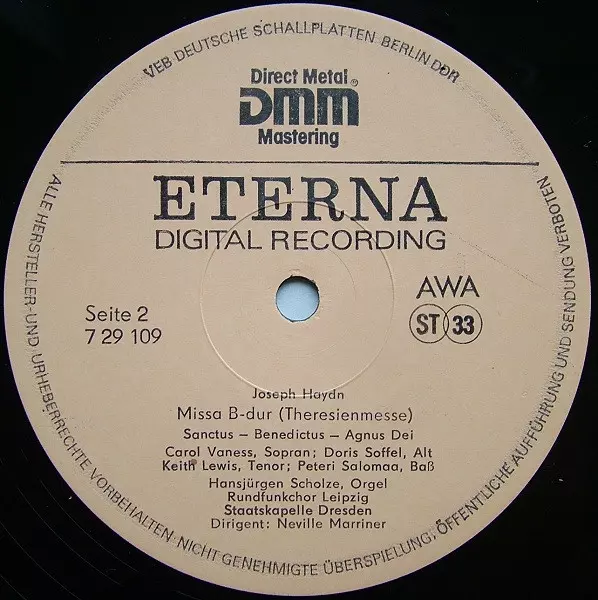 VEB DEUTSCHE SCHALLPLATTEN BERLIN DDR
Direct Metal
DMM®
Mastering
ETERNA
DIGITAL RECORDING
Seite 2
7 29 109
AWA
ST 33
Joseph Haydn
Missa B-dur (Theresienmesse)
Sanctus – Benedictus – Agnus Dei
Carol Vaness, Sopran; Doris Soffel, Alt
Keith Lewis, Tenor; Peteri Salomaa, Baß
Hansjürgen Scholze, Orgel
Rundfunkchor Leipzig
Staatskapelle Dresden
Dirigent: Neville Marriner
ALLE HERSTELLER- UND URHEBERRECHTE VORBEHALTEN. NICHT GENEHMIGTE ÜBERSPIELUNG, ÖFFENTLICHE AUFFÜHRUNG UND SENDUNG VERBOTEN